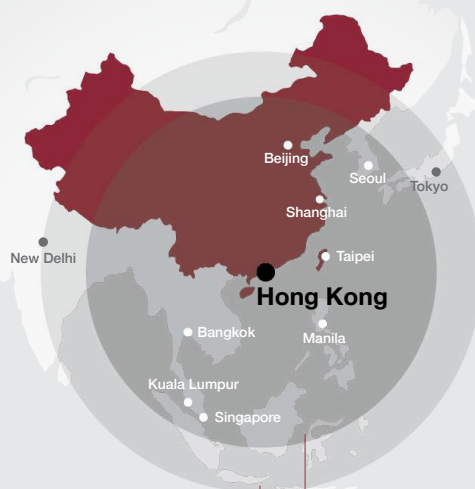 Beijing
Seoul
Tokyo
Shanghai
New Delhi
Taipei
Hong Kong
Bangkok
Manila
Kuala Lumpur
Singapore